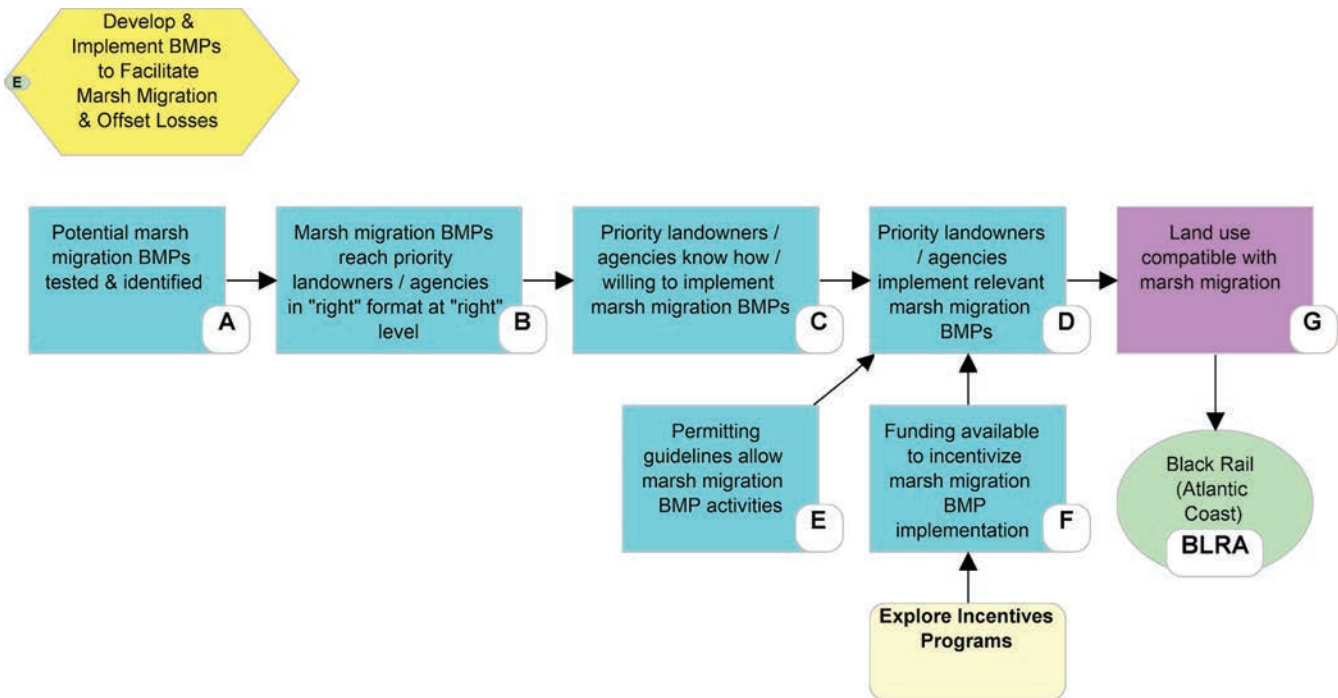 Develop &
Implement BMPs
to Facilitate
Marsh Migration
& Offset Losses
E
Potential marsh
migration BMPs
tested & identified
A
Marsh migration BMPs
reach priority
landowners / agencies
in "right" format at "right"
level
B
Priority landowners /
agencies know how /
willing to implement
marsh migration BMPs
C
Priority landowners
/ agencies
implement relevant
marsh migration
BMPs
D
Land use
compatible with
marsh migration
G
Permitting
guidelines allow
marsh migration
BMP activities
E
Funding available
to incentivize
marsh migration
BMP
implementation
F
Black Rail
(Atlantic
Coast)
BLRA
Explore Incentives
Programs